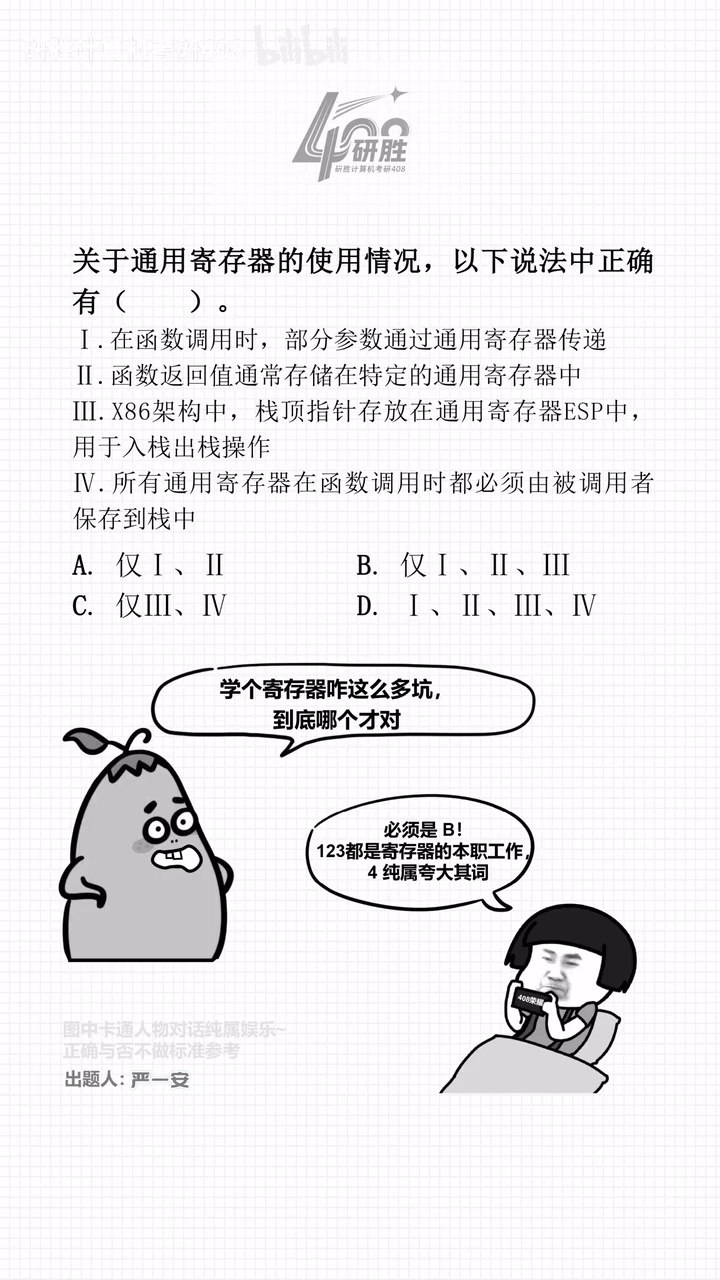 bilibili
408
研胜
研胜计算机考研408
关于通用寄存器的使用情况，以下说法中正确
有（　　）。
Ⅰ.在函数调用时，部分参数通过通用寄存器传递
Ⅱ.函数返回值通常存储在特定的通用寄存器中
Ⅲ.X86架构中，栈顶指针存放在通用寄存器ESP中，
用于入栈出栈操作
Ⅳ.所有通用寄存器在函数调用时都必须由被调用者
保存到栈中
A. 仅Ⅰ、Ⅱ B. 仅Ⅰ、Ⅱ、Ⅲ
C. 仅Ⅲ、Ⅳ D. Ⅰ、Ⅱ、Ⅲ、Ⅳ
学个寄存器咋这么多坑，
到底哪个才对
必须是 B！
123都是寄存器的本职工作，
4 纯属夸大其词
408荣耀
图中卡通人物对话纯属娱乐~
正确与否不做标准参考
出题人：严一安